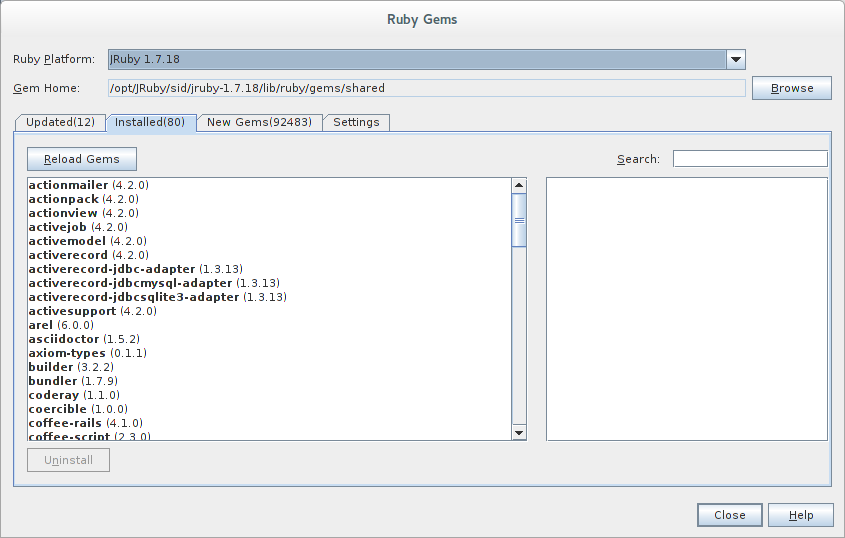 Ruby Gems
Ruby Platform: JRuby 1.7.18
Gem Home: /opt/JRuby/sid/jruby-1.7.18/lib/ruby/gems/shared Browse
Updated(12) Installed(80) New Gems(92483) Settings
Reload Gems Search:
actionmailer (4.2.0)
actionpack (4.2.0)
actionview (4.2.0)
activejob (4.2.0)
activemodel (4.2.0)
activerecord (4.2.0)
activerecord-jdbc-adapter (1.3.13)
activerecord-jdbcmysql-adapter (1.3.13)
activerecord-jdbcsqlite3-adapter (1.3.13)
activesupport (4.2.0)
arel (6.0.0)
asciidoctor (1.5.2)
axiom-types (0.1.1)
builder (3.2.2)
bundler (1.7.9)
coderay (1.1.0)
coercible (1.0.0)
coffee-rails (4.1.0)
coffee-script (2.3.0)
Uninstall
Close Help